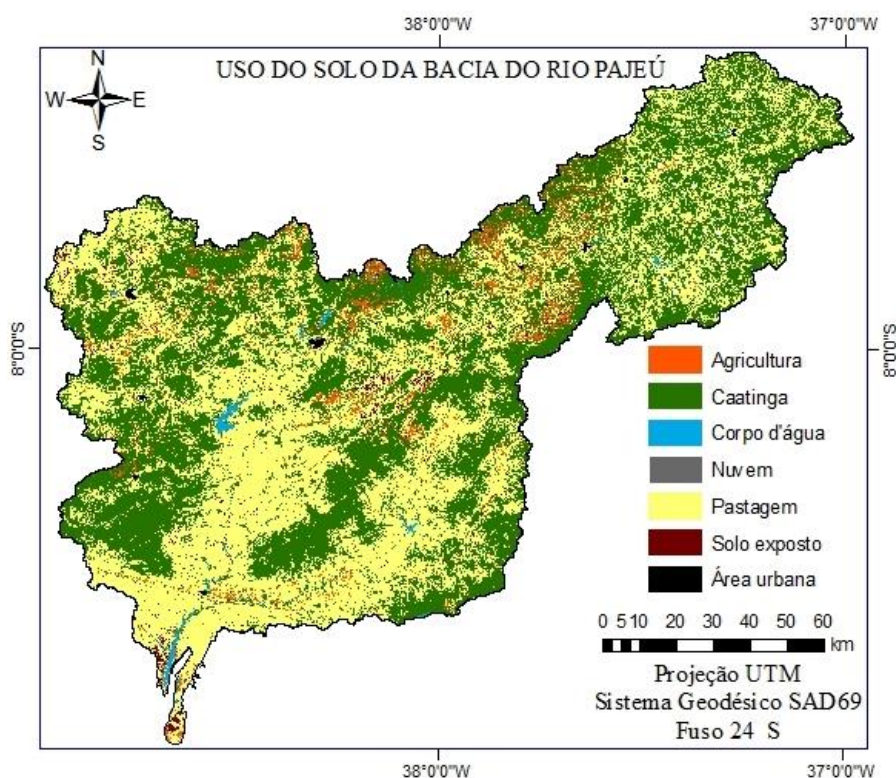 38°0'0"W
37°0'0"W
USO DO SOLO DA BACIA DO RIO PAJEÚ
N
W
E
S
8°0'0"S
8°0'0"S
Agricultura
Caatinga
Corpo d'água
Nuvem
Pastagem
Solo exposto
Área urbana
0 5 10 20 30 40 50 60
km
Projeção UTM
Sistema Geodésico SAD69
Fuso 24 S
38°0'0"W
37°0'0"W